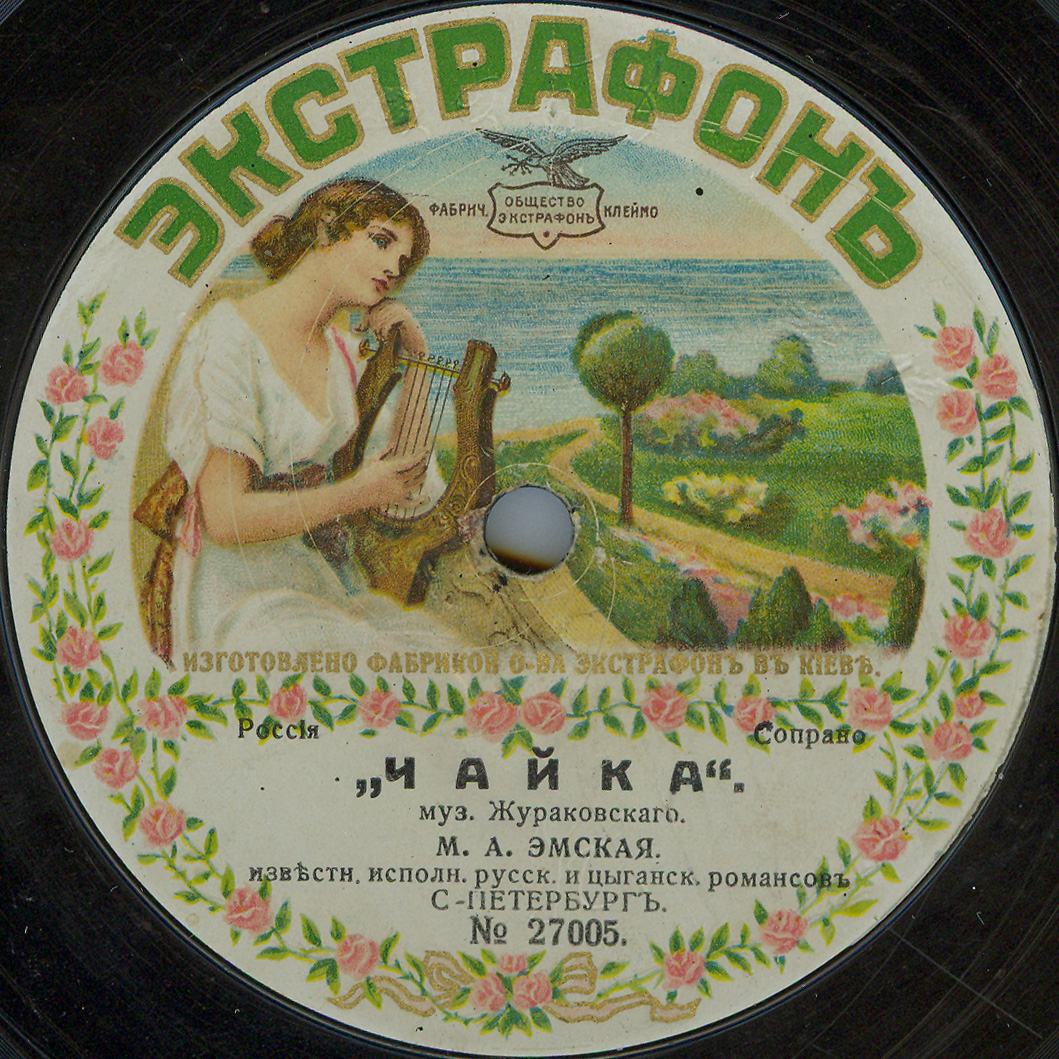 ЭКСТРАФОНЪ
ФАБРИЧ. ОБЩЕСТВО ЭКСТРАФОНЪ КЛЕЙМО
ИЗГОТОВЛЕНО ФАБРИКОЙ О-ВА ЭКСТРАФОНЪ ВЪ КІЕВѢ.
Россія Сопрано
„ЧАЙКА“.
муз. Жураковскаго.
М. А. ЭМСКАЯ.
извѣстн. исполн. русск. и цыганск. романсовъ
С-ПЕТЕРБУРГЪ.
№ 27005.